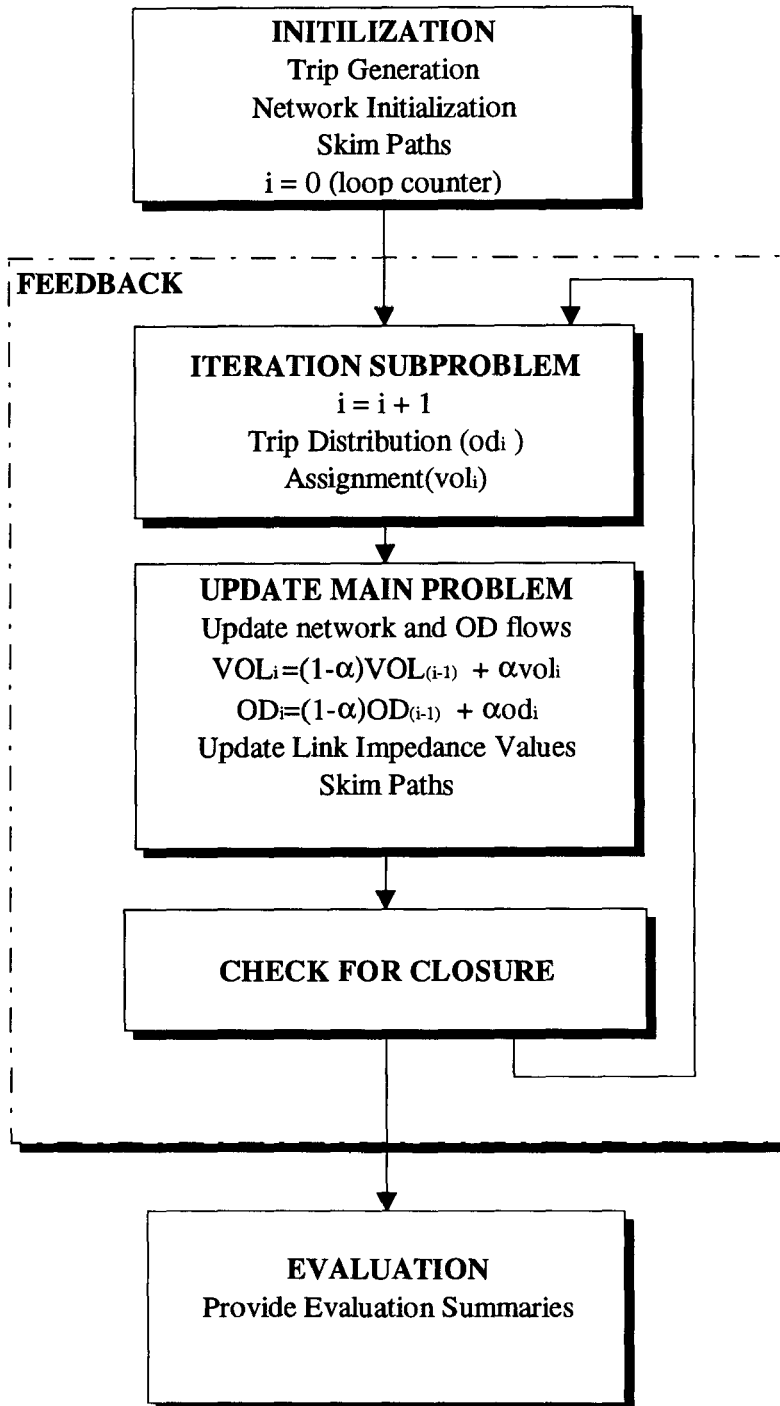 INITILIZATION
Trip Generation
Network Initialization
Skim Paths
i = 0 (loop counter)
FEEDBACK
ITERATION SUBPROBLEM
i = i + 1
Trip Distribution (odi )
Assignment(voli)
UPDATE MAIN PROBLEM
Update network and OD flows
VOLi=(1-α)VOL(i-1) + αvoli
ODi=(1-α)OD(i-1) + αodi
Update Link Impedance Values
Skim Paths
CHECK FOR CLOSURE
EVALUATION
Provide Evaluation Summaries